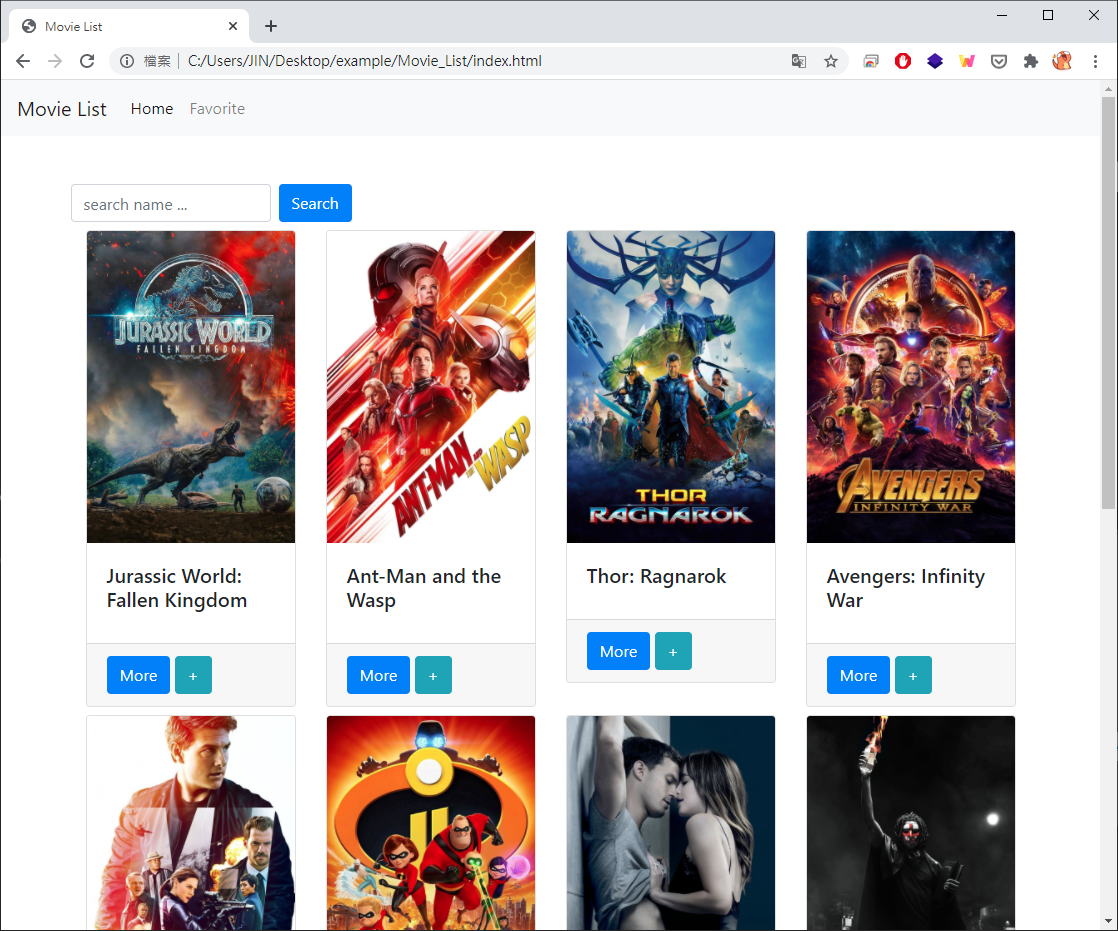 Movie List
檔案 C:/Users/JIN/Desktop/example/Movie_List/index.html
Movie List Home Favorite
search name ... Search
JURASSIC WORLD
FALLEN KINGDOM
ANT-MAN
AND THE
WASP
THOR
RAGNAROK
AVENGERS
INFINITY WAR
Jurassic World:
Fallen Kingdom
Ant-Man and the
Wasp
Thor: Ragnarok
Avengers: Infinity
War
More +
More +
More +
More +